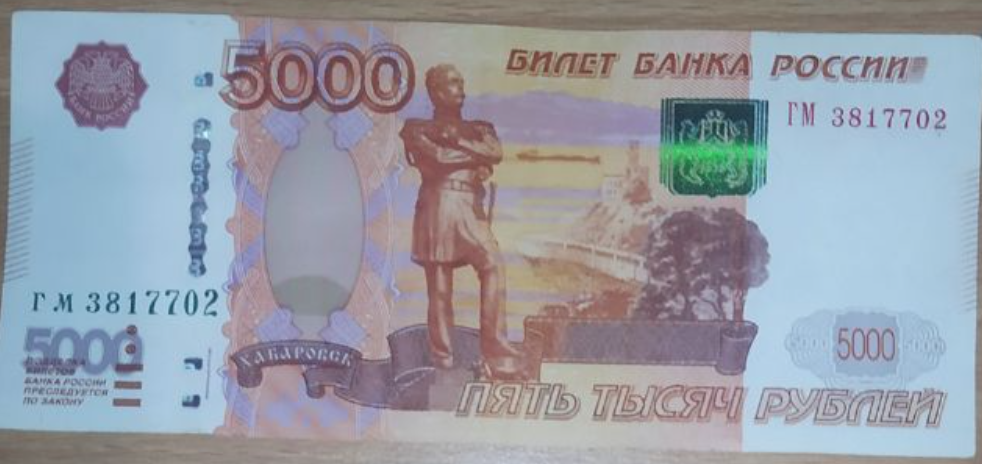 5000
БИЛЕТ БАНКА РОССИИ
ГМ 3817702
ГМ 3817702
5000
ПОДДЕЛКА
БИЛЕТОВ
БАНКА РОССИИ
ПРЕСЛЕДУЕТСЯ
ПО ЗАКОНУ
ХАБАРОВСК
5000
ПЯТЬ ТЫСЯЧ РУБЛЕЙ